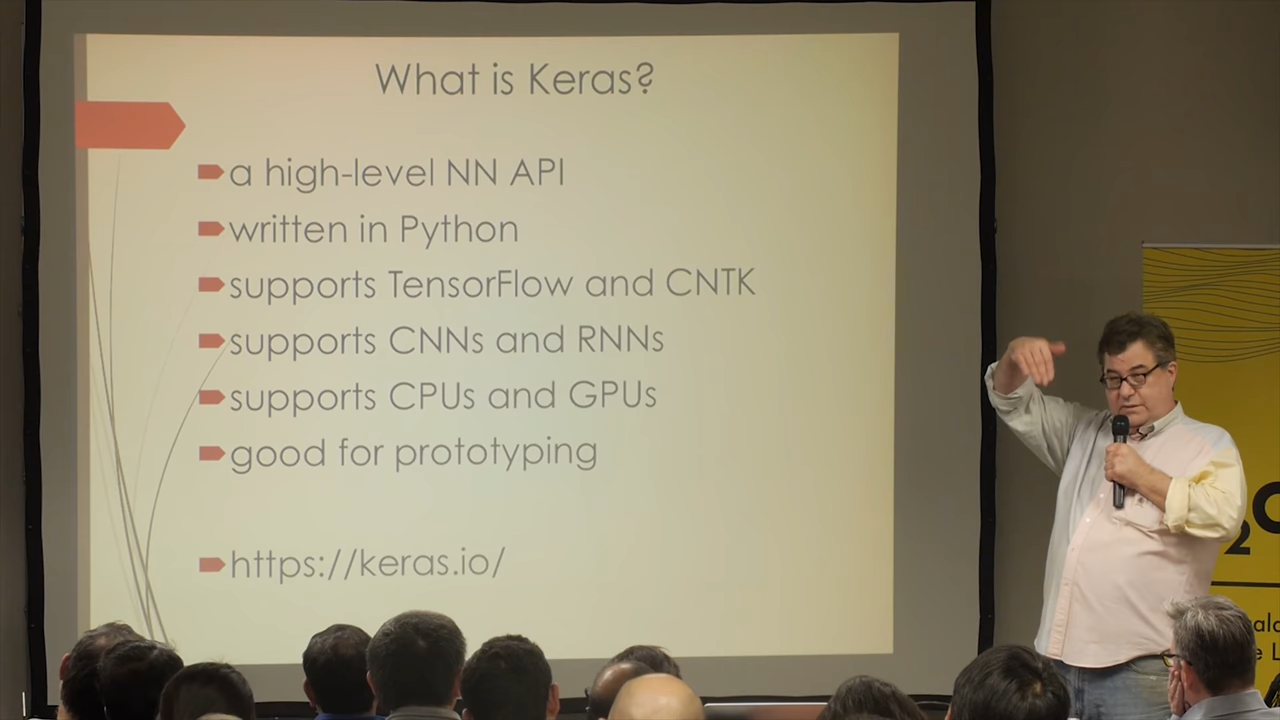 What is Keras?
a high-level NN API
written in Python
supports TensorFlow and CNTK
supports CNNs and RNNs
supports CPUs and GPUs
good for prototyping
https://keras.io/